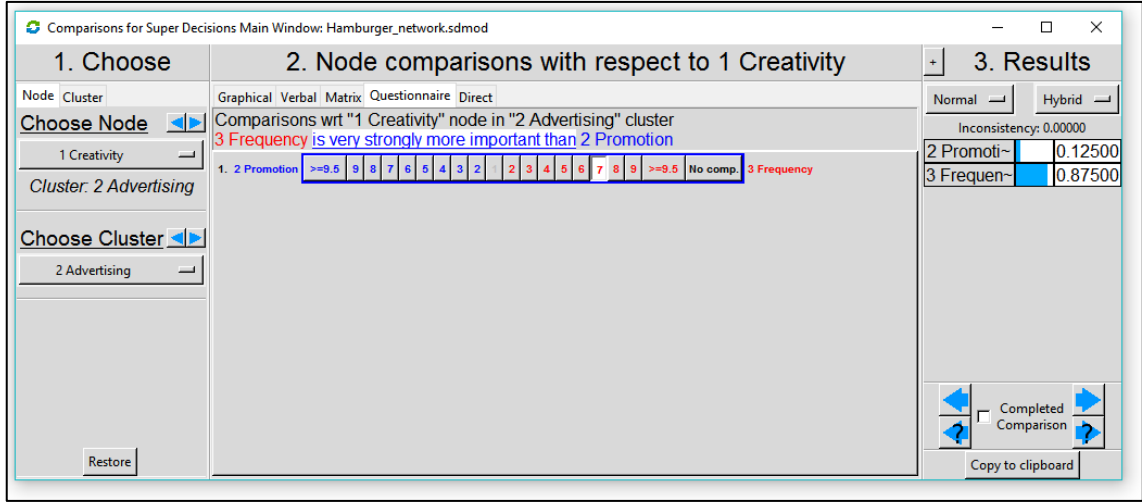 Comparisons for Super Decisions Main Window: Hamburger_network.sdmod
1. Choose
Node Cluster
Choose Node
1 Creativity
Cluster: 2 Advertising
Choose Cluster
2 Advertising
Restore
2. Node comparisons with respect to 1 Creativity
Graphical Verbal Matrix Questionnaire Direct
Comparisons wrt "1 Creativity" node in "2 Advertising" cluster
3 Frequency is very strongly more important than 2 Promotion
1. 2 Promotion >=9.5 9 8 7 6 5 4 3 2 1 2 3 4 5 6 7 8 9 >=9.5 No comp. 3 Frequency
+ 3. Results
Normal Hybrid
Inconsistency: 0.00000
2 Promoti~ 0.12500
3 Frequen~ 0.87500
Completed
Comparison
? ?
Copy to clipboard